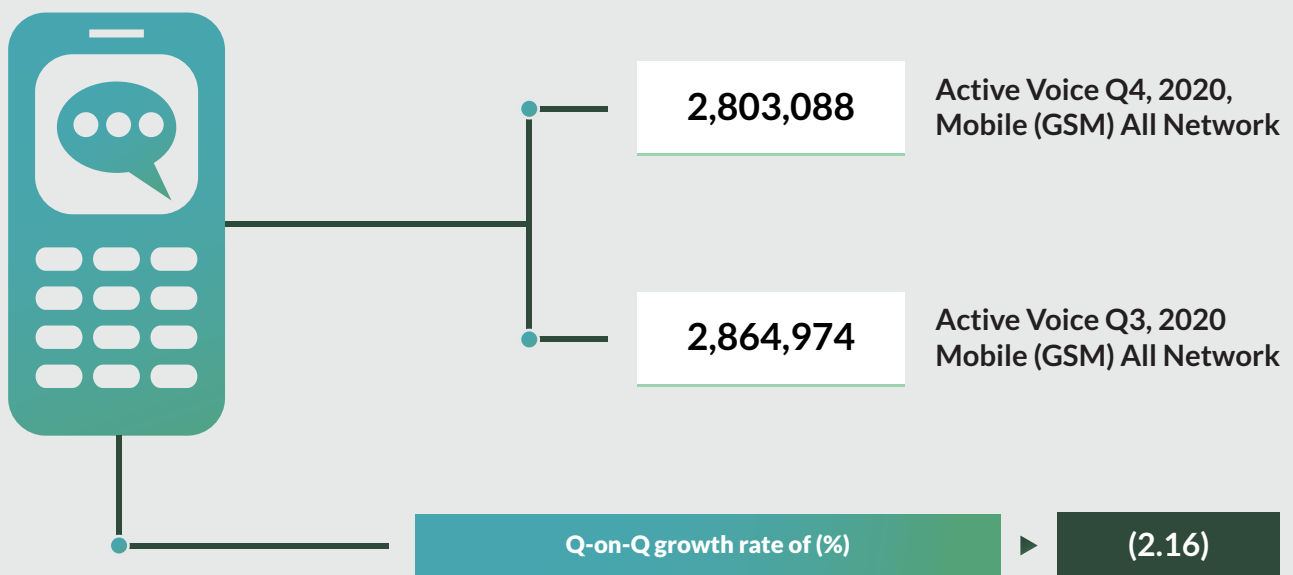 2,803,088
Active Voice Q4, 2020,
Mobile (GSM) All Network
2,864,974
Active Voice Q3, 2020
Mobile (GSM) All Network
Q-on-Q growth rate of (%)
(2.16)